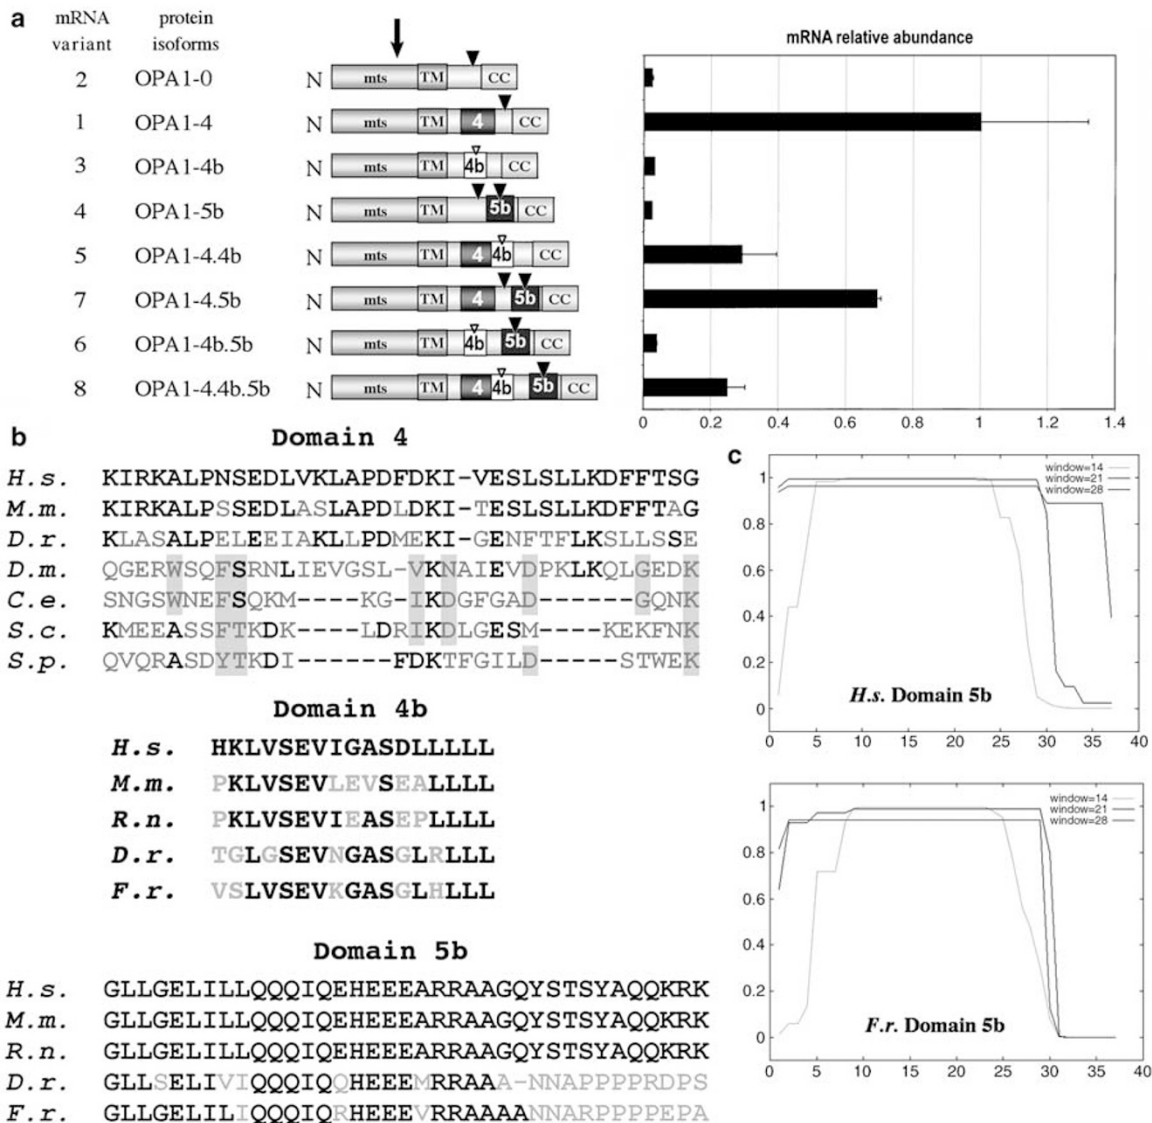 a mRNA variant protein isoforms
2 OPA1-0 N mts TM CC
1 OPA1-4 N mts TM 4 CC
3 OPA1-4b N mts TM 4b CC
4 OPA1-5b N mts TM 5b CC
5 OPA1-4.4b N mts TM 4 4b CC
7 OPA1-4.5b N mts TM 4 5b CC
6 OPA1-4b.5b N mts TM 4b 5b CC
8 OPA1-4.4b.5b N mts TM 4 4b 5b CC
mRNA relative abundance
0 0.2 0.4 0.6 0.8 1 1.2 1.4
b
Domain 4
H.s. KIRKALPNSEDLVKLAPDFDKI-VESLSLLKDFFTSG
M.m. KIRKALPSSEDLASLAPDLDKI-TESLSLLKDFFTAG
D.r. KLASALPELEEIAKLLPDMEKI-GENFTFLKSLLSSE
D.m. QGERWSQFSRNLIEVGSL-VKNAIEVDPKLKQLGEDK
C.e. SNGSWNEFSQKM----KG-IKDGFGAD------GQNK
S.c. KMEEASSFTKDK----LDRIKDLGESM----KEKFNK
S.p. QVQRASDYTKDI------FDKTFGILD-----STWEK
Domain 4b
H.s. HKLVSEVIGASDLLLLL
M.m. PKLVSEVLEVSEALLLL
R.n. PKLVSEVIEASEPLLLL
D.r. TGLGSEVNGASGLRLLL
F.r. VSLVSEVKGASGLHLLL
Domain 5b
H.s. GLLGELILLQQQIQEHEEEARRAAGQYSTSYAQQKRK
M.m. GLLGELILLQQQIQEHEEEARRAAGQYSTSYAQQKRK
R.n. GLLGELILLQQQIQEHEEEARRAAGQYSTSYAQQKRK
D.r. GLLSELIVIQQQIQQHEEEMRRAAA-NNAPPPPRDPS
F.r. GLLGELILIQQQIQRHEEEVRRAAAANNARPPPPEPA
c
window=14
window=21
window=28
1
0.8
0.6
0.4
0.2
0
H.s. Domain 5b
0 5 10 15 20 25 30 35 40
window=14
window=21
window=28
1
0.8
0.6
0.4
0.2
0
F.r. Domain 5b
0 5 10 15 20 25 30 35 40